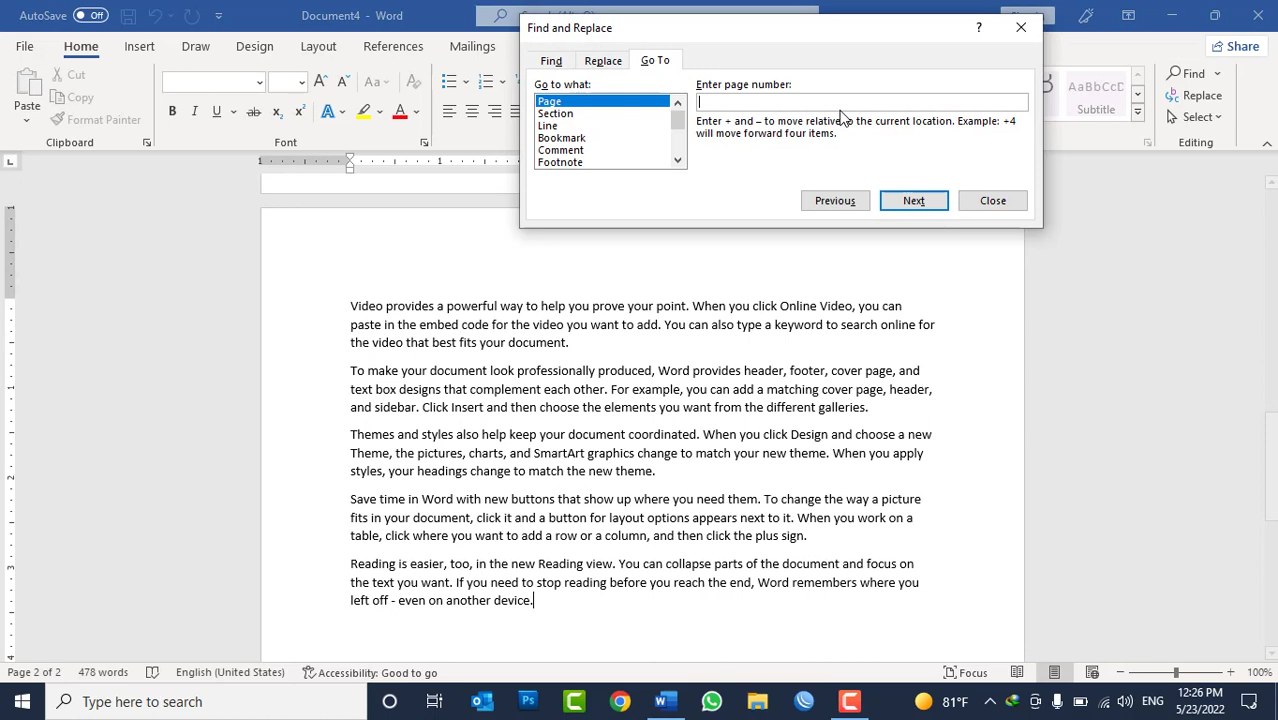 AutoSave Off
Document4 - Word
File Home Insert Draw Design Layout References Mailings
Share
Paste
Cut
Copy
Clipboard
B I U
Find and Replace
? ×
Find Replace Go To
Go to what:
Page
Section
Line
Bookmark
Comment
Footnote
Enter page number:
Enter + and – to move relative to the current location. Example: +4
will move forward four items.
Previous Next Close
AaBbCcD
Subtitle
Find
Replace
Select
Editing
1 1
Video provides a powerful way to help you prove your point. When you click Online Video, you can
paste in the embed code for the video you want to add. You can also type a keyword to search online for
the video that best fits your document.
To make your document look professionally produced, Word provides header, footer, cover page, and
text box designs that complement each other. For example, you can add a matching cover page, header,
and sidebar. Click Insert and then choose the elements you want from the different galleries.
Themes and styles also help keep your document coordinated. When you click Design and choose a new
Theme, the pictures, charts, and SmartArt graphics change to match your new theme. When you apply
styles, your headings change to match the new theme.
Save time in Word with new buttons that show up where you need them. To change the way a picture
fits in your document, click it and a button for layout options appears next to it. When you work on a
table, click where you want to add a row or a column, and then click the plus sign.
Reading is easier, too, in the new Reading view. You can collapse parts of the document and focus on
the text you want. If you need to stop reading before you reach the end, Word remembers where you
left off - even on another device.
Page 2 of 2 478 words English (United States) Accessibility: Good to go Focus 100%
Type here to search
81°F
ENG
12:26 PM
5/23/2022